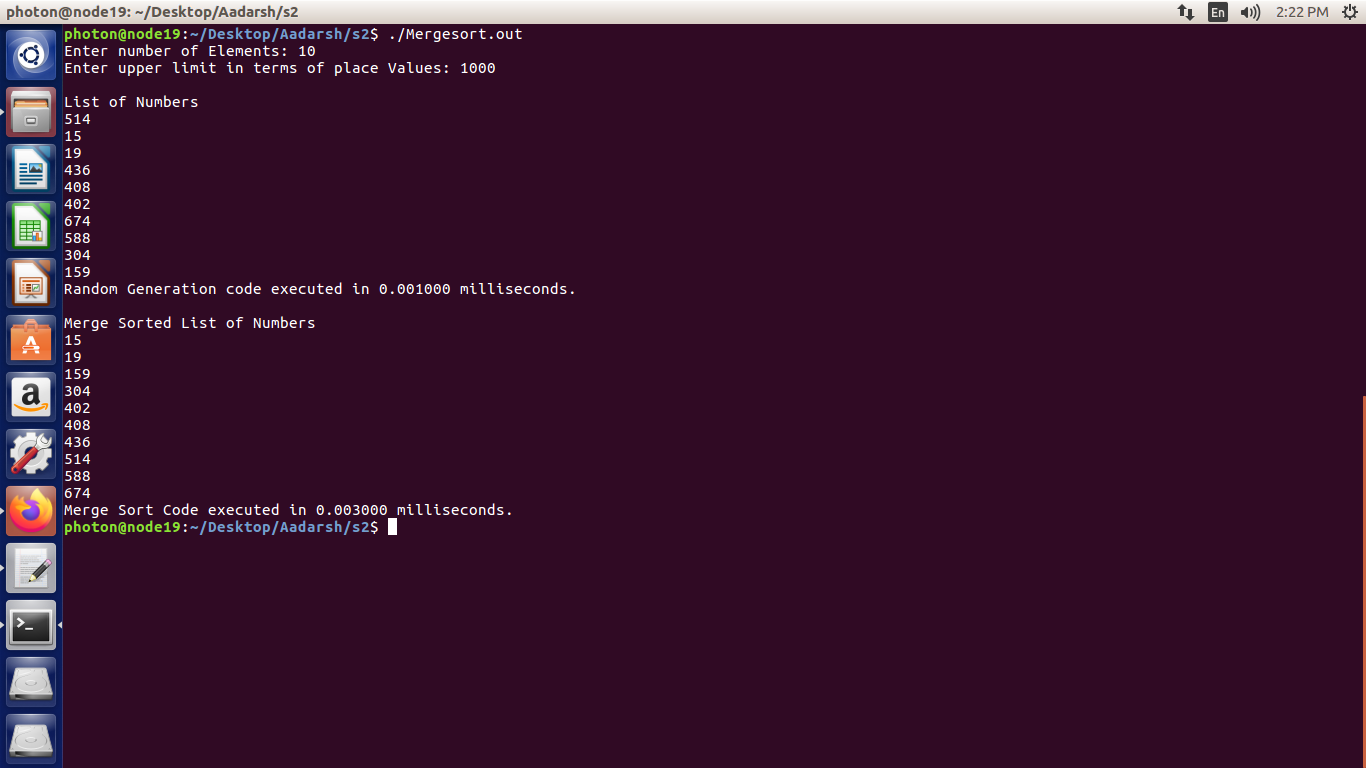 photon@node19: ~/Desktop/Aadarsh/s2
En
2:22 PM
photon@node19:~/Desktop/Aadarsh/s2$ ./Mergesort.out
Enter number of Elements: 10
Enter upper limit in terms of place Values: 1000
List of Numbers
514
15
19
436
408
402
674
588
304
159
Random Generation code executed in 0.001000 milliseconds.
Merge Sorted List of Numbers
15
19
159
304
402
408
436
514
588
674
Merge Sort Code executed in 0.003000 milliseconds.
photon@node19:~/Desktop/Aadarsh/s2$